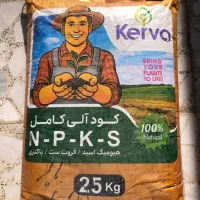 Kerva
BRING
YOUR
PLANTS
TO LIFE!
کود آلی کامل
N-P-K-S
هیومیک اسید / فروت ست / باکتری
100%
Natural
25 Kg